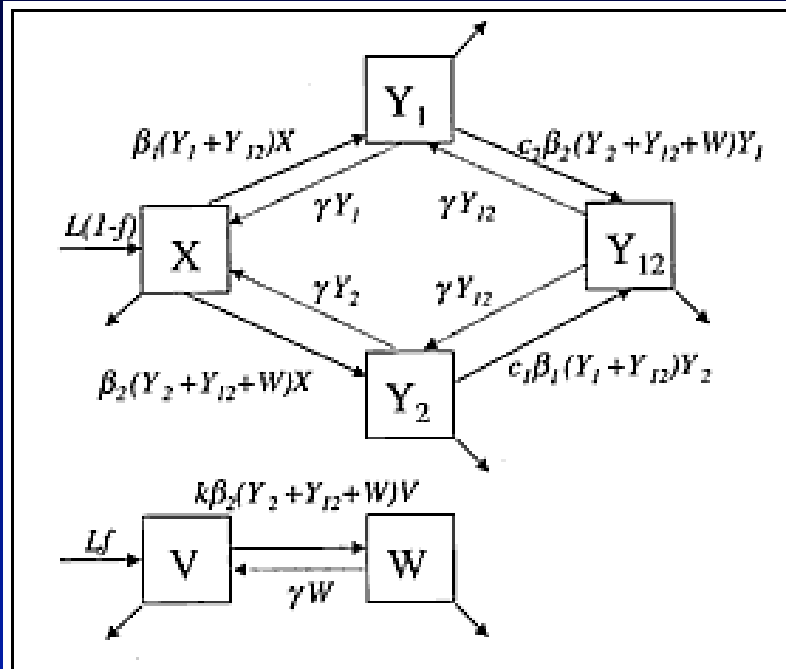 Y₁
β₁(Y₁+Y₁₂)X
c₂β₂(Y₂+Y₁₂+W)Y₁
γY₁
γY₁₂
L(1-f)
X
Y₁₂
γY₂
γY₁₂
β₂(Y₂+Y₁₂+W)X
Y₂
c₁β₁(Y₁+Y₁₂)Y₂
kβ₂(Y₂+Y₁₂+W)V
Lf
V
W
γW